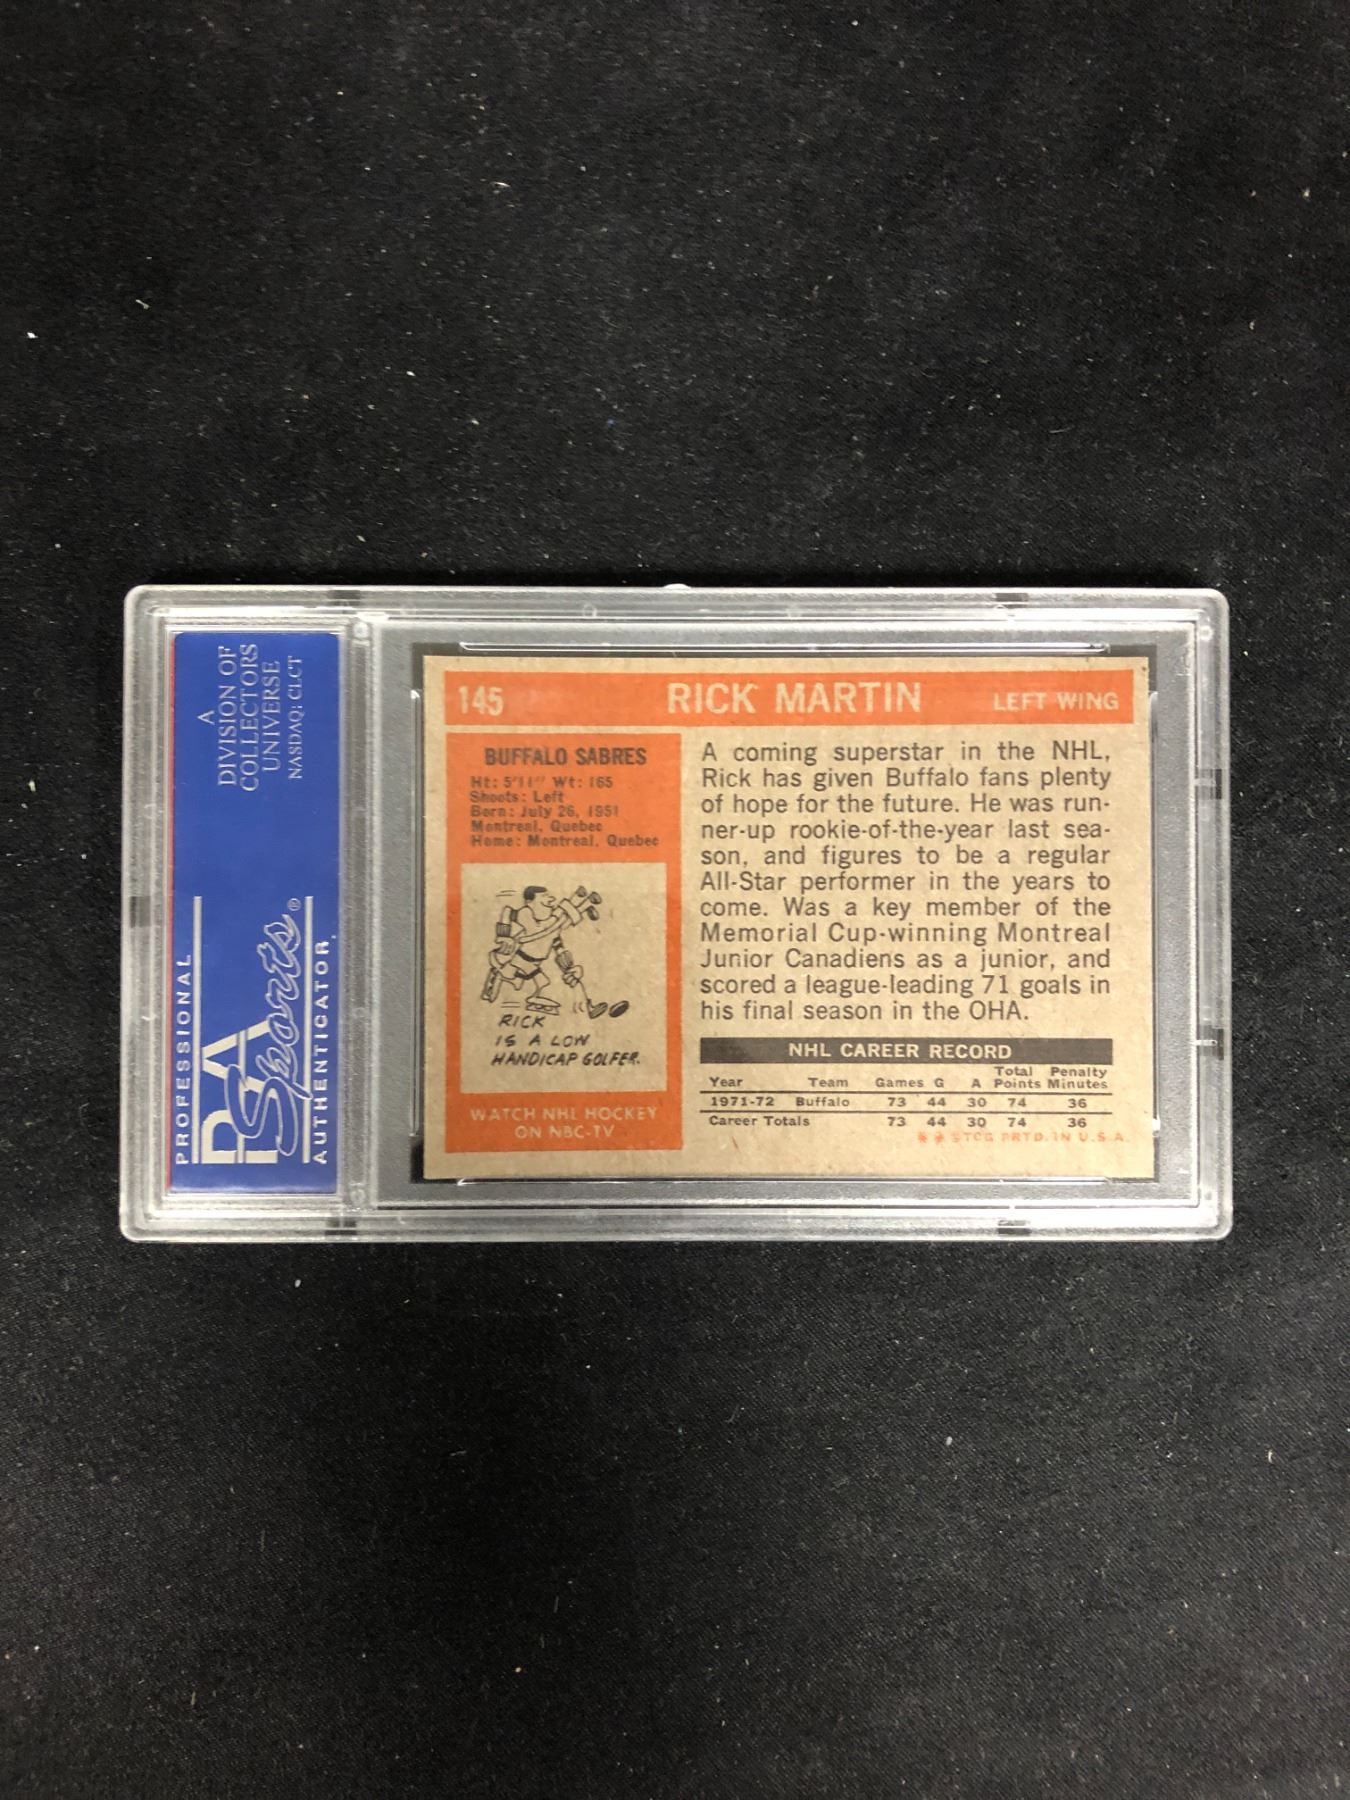 A
DIVISION OF
COLLECTORS
UNIVERSE
NASDAQ: CLCT
PROFESSIONAL
PSA
Sports®
AUTHENTICATOR.
145 RICK MARTIN LEFT WING
BUFFALO SABRES
Ht: 5'11" Wt: 165
Shoots: Left
Born: July 26, 1951
Montreal, Quebec
Home: Montreal, Quebec
RICK
IS A LOW
HANDICAP GOLFER.
WATCH NHL HOCKEY
ON NBC-TV
A coming superstar in the NHL,
Rick has given Buffalo fans plenty
of hope for the future. He was run-
ner-up rookie-of-the-year last sea-
son, and figures to be a regular
All-Star performer in the years to
come. Was a key member of the
Memorial Cup-winning Montreal
Junior Canadiens as a junior, and
scored a league-leading 71 goals in
his final season in the OHA.
NHL CAREER RECORD
Year Team Games G A Total Points Penalty Minutes
1971-72 Buffalo 73 44 30 74 36
Career Totals 73 44 30 74 36
** ©TCG PRTD. IN U.S.A.